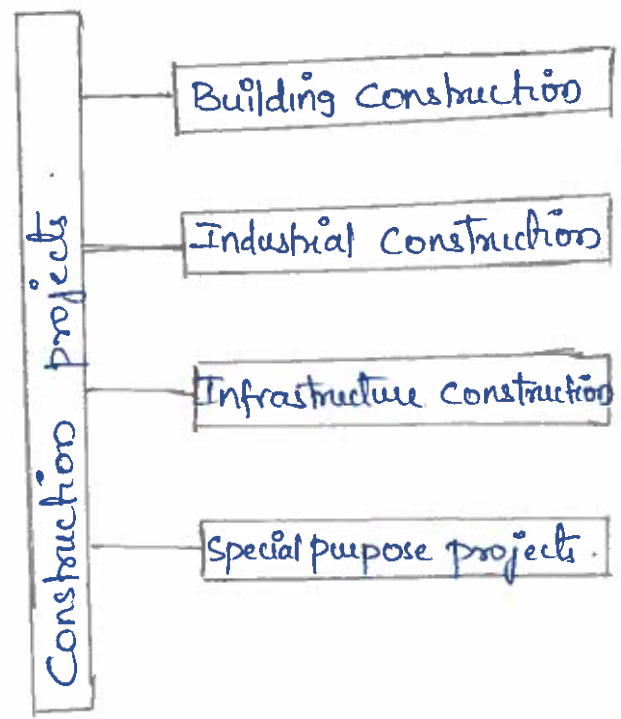 Construction projects.
Building Construction
Industrial Construction
Infrastructure construction
Special purpose projects.